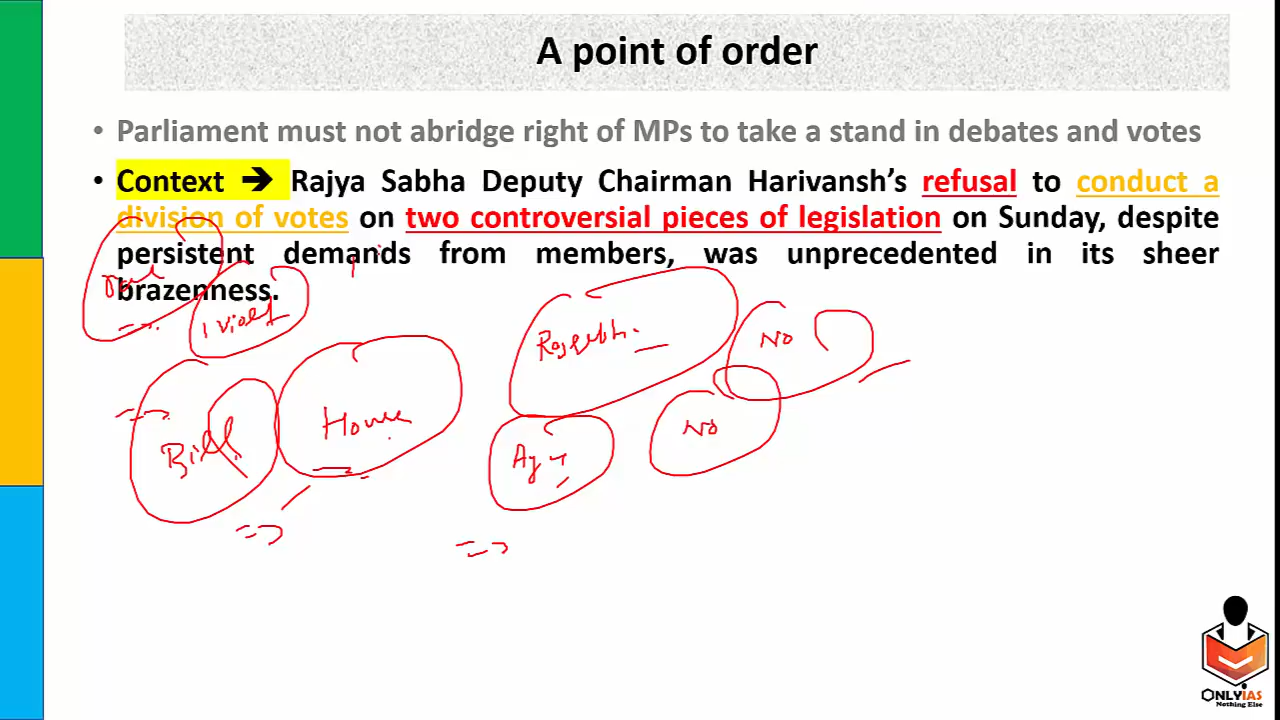 A point of order
• Parliament must not abridge right of MPs to take a stand in debates and votes
• Context ➔ Rajya Sabha Deputy Chairman Harivansh's refusal to conduct a
division of votes on two controversial pieces of legislation on Sunday, despite
persistent demands from members, was unprecedented in its sheer
brazenness.
No
House
Bill
No
ONLYIAS
Nothing Else